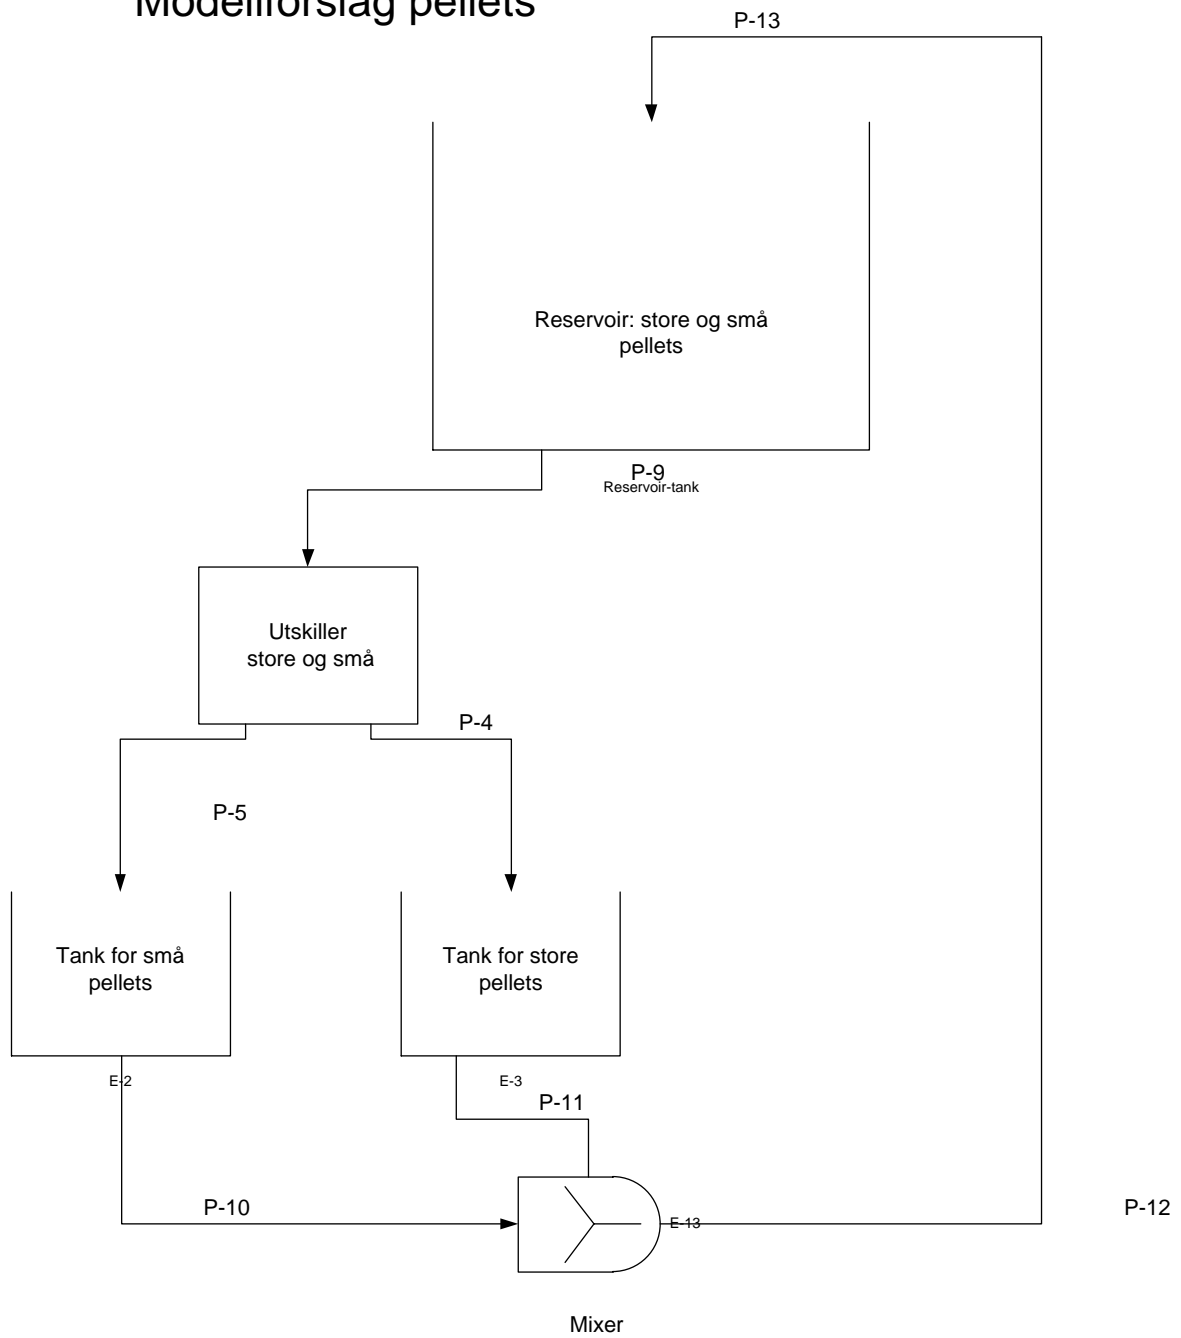 Modellforslag pellets
P-13
Reservoir: store og små
pellets
P-9
Reservoir-tank
Utskiller
store og små
P-4
P-5
Tank for små
pellets
Tank for store
pellets
E-2
E-3
P-11
P-10
E-13
P-12
Mixer